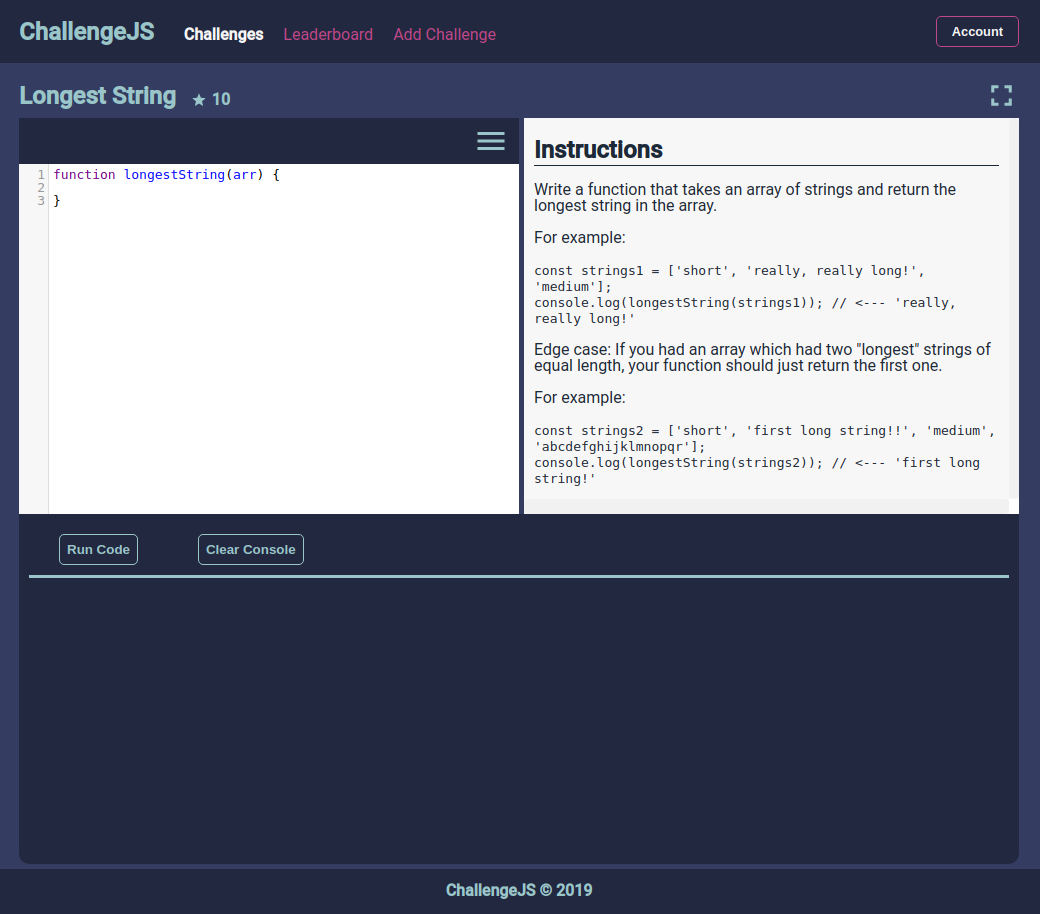 ChallengeJS Challenges Leaderboard Add Challenge Account
Longest String ★ 10
1 function longestString(arr) {
2
3 }
Instructions
Write a function that takes an array of strings and return the
longest string in the array.
For example:
const strings1 = ['short', 'really, really long!',
'medium'];
console.log(longestString(strings1)); // <--- 'really,
really long!'
Edge case: If you had an array which had two "longest" strings of
equal length, your function should just return the first one.
For example:
const strings2 = ['short', 'first long string!!', 'medium',
'abcdefghijklmnopqr'];
console.log(longestString(strings2)); // <--- 'first long
string!'
Run Code Clear Console
ChallengeJS © 2019